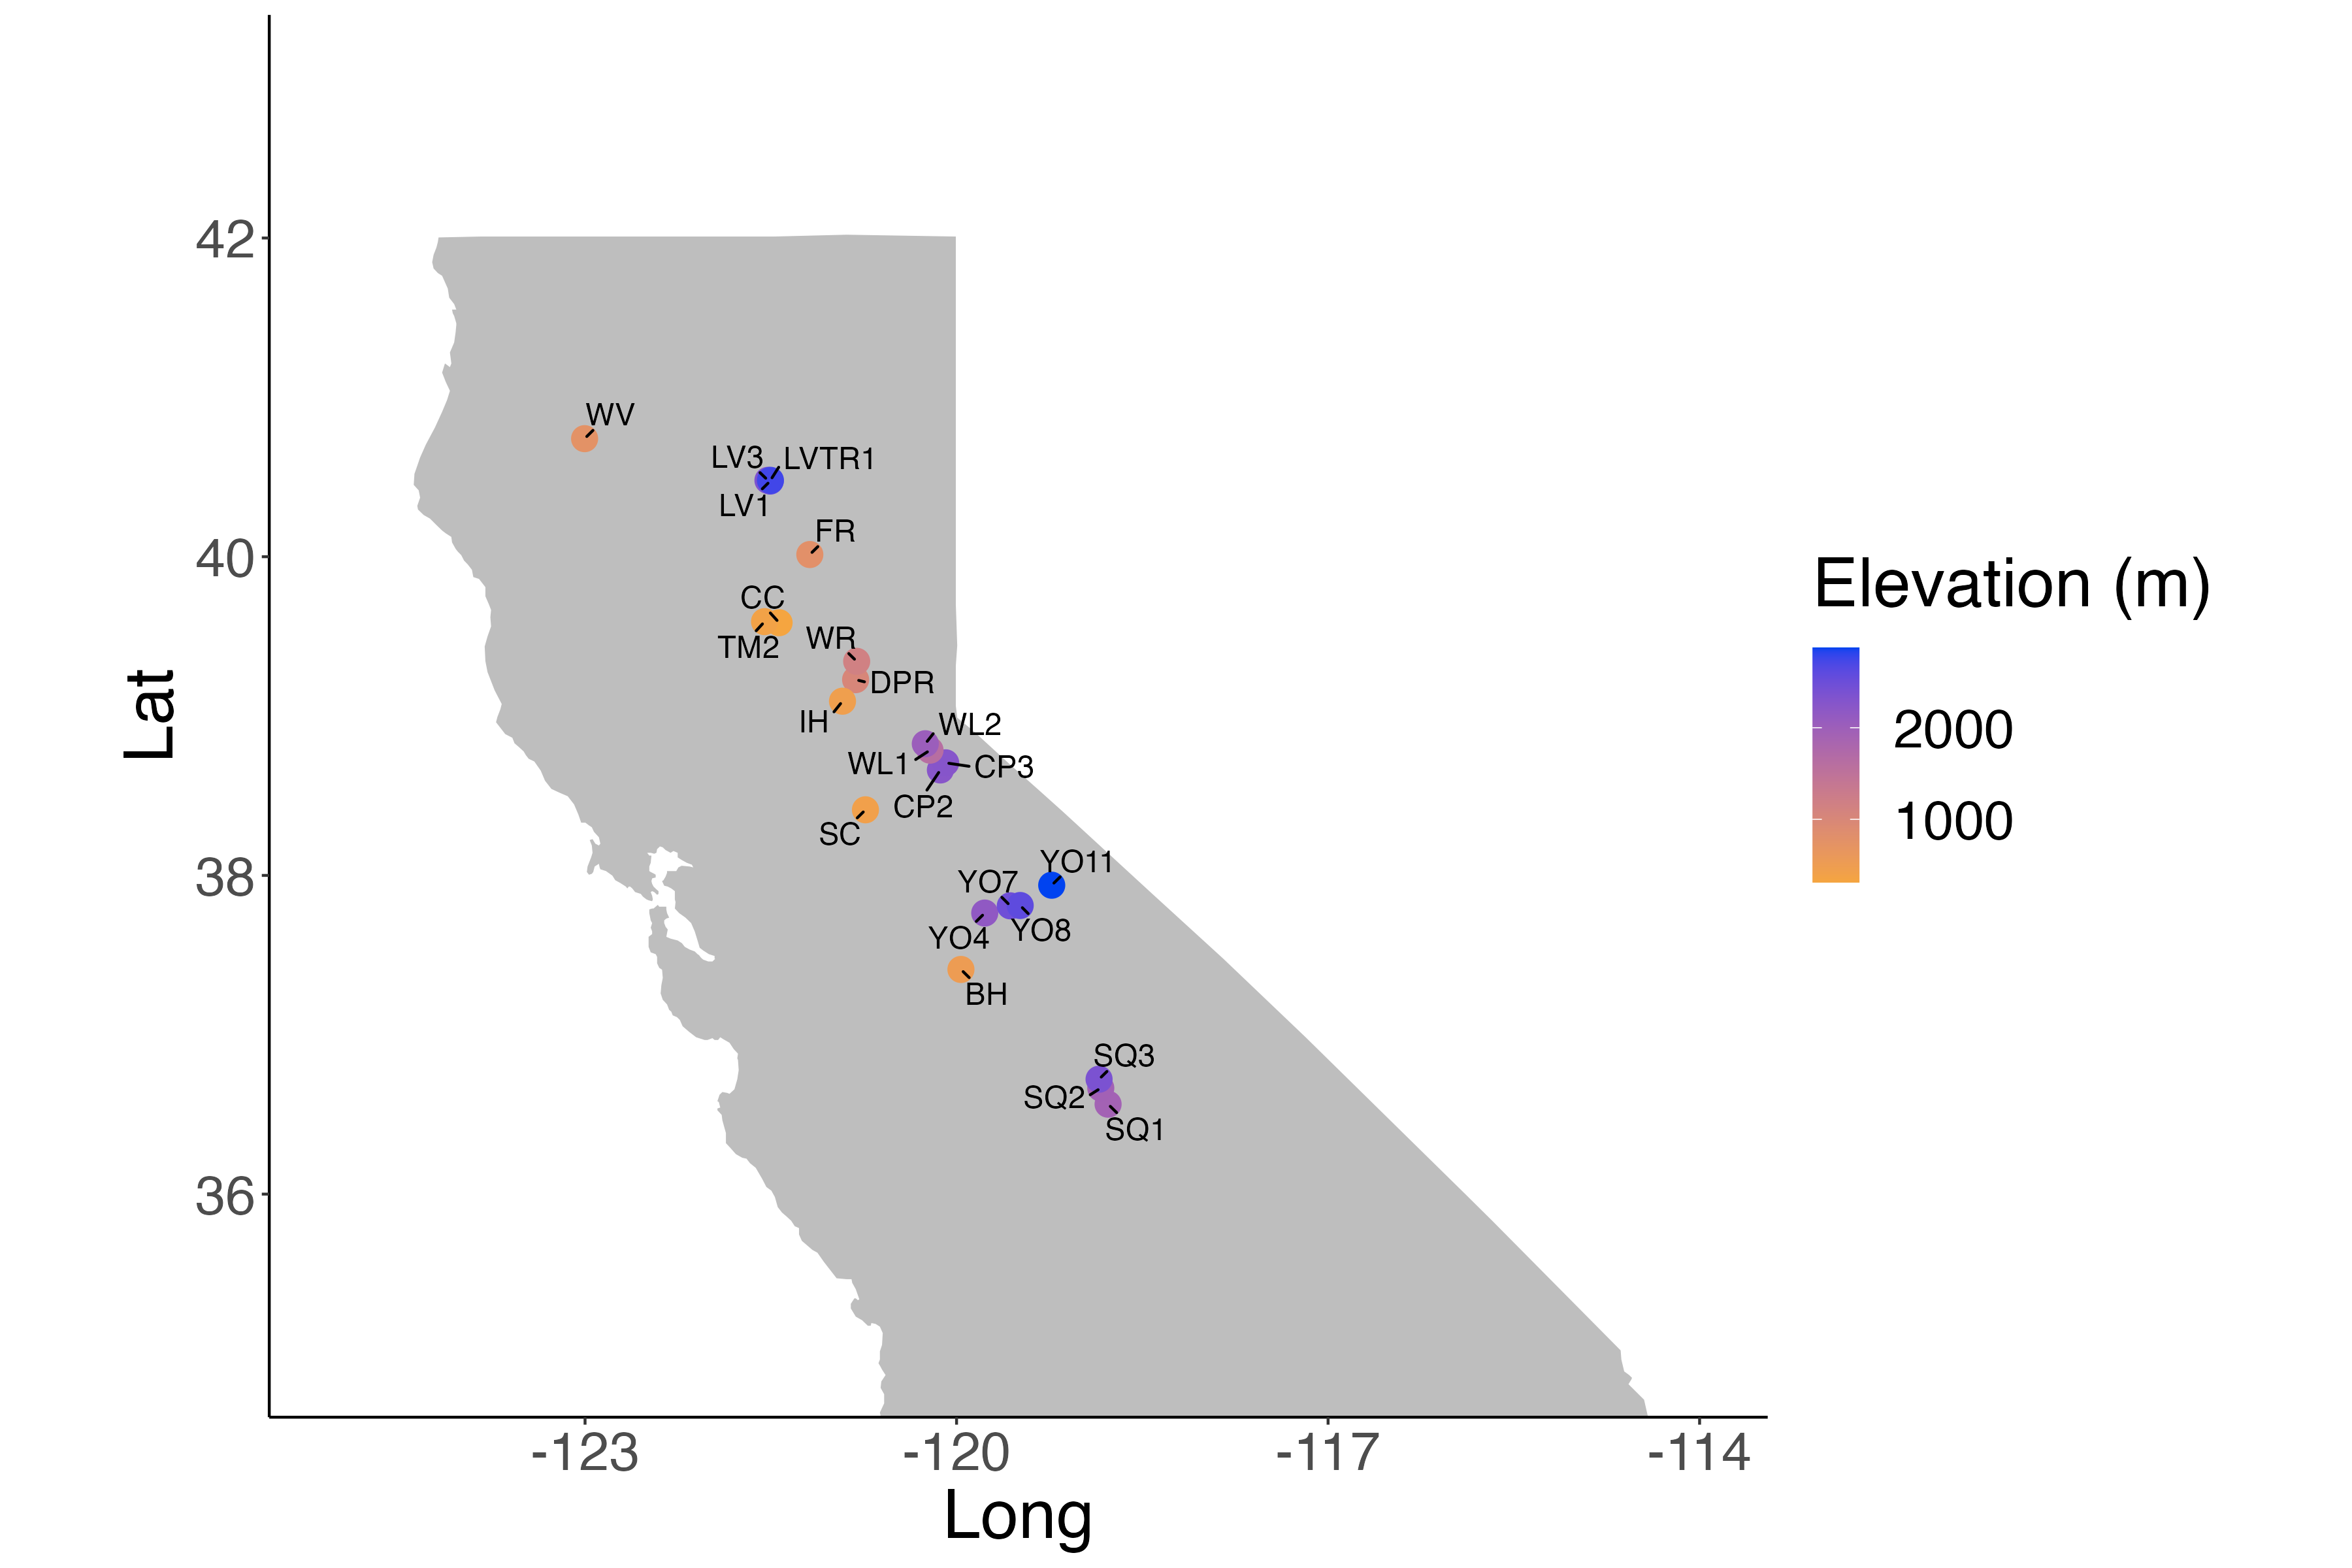 42
40
38
36
Lat
-123
-120
-117
-114
Long
WV
LV3
LVTR1
LV1
FR
CC
TM2
WR
DPR
IH
WL2
WL1
CP3
CP2
SC
YO11
YO7
YO8
YO4
BH
SQ3
SQ2
SQ1
Elevation (m)
2000
1000